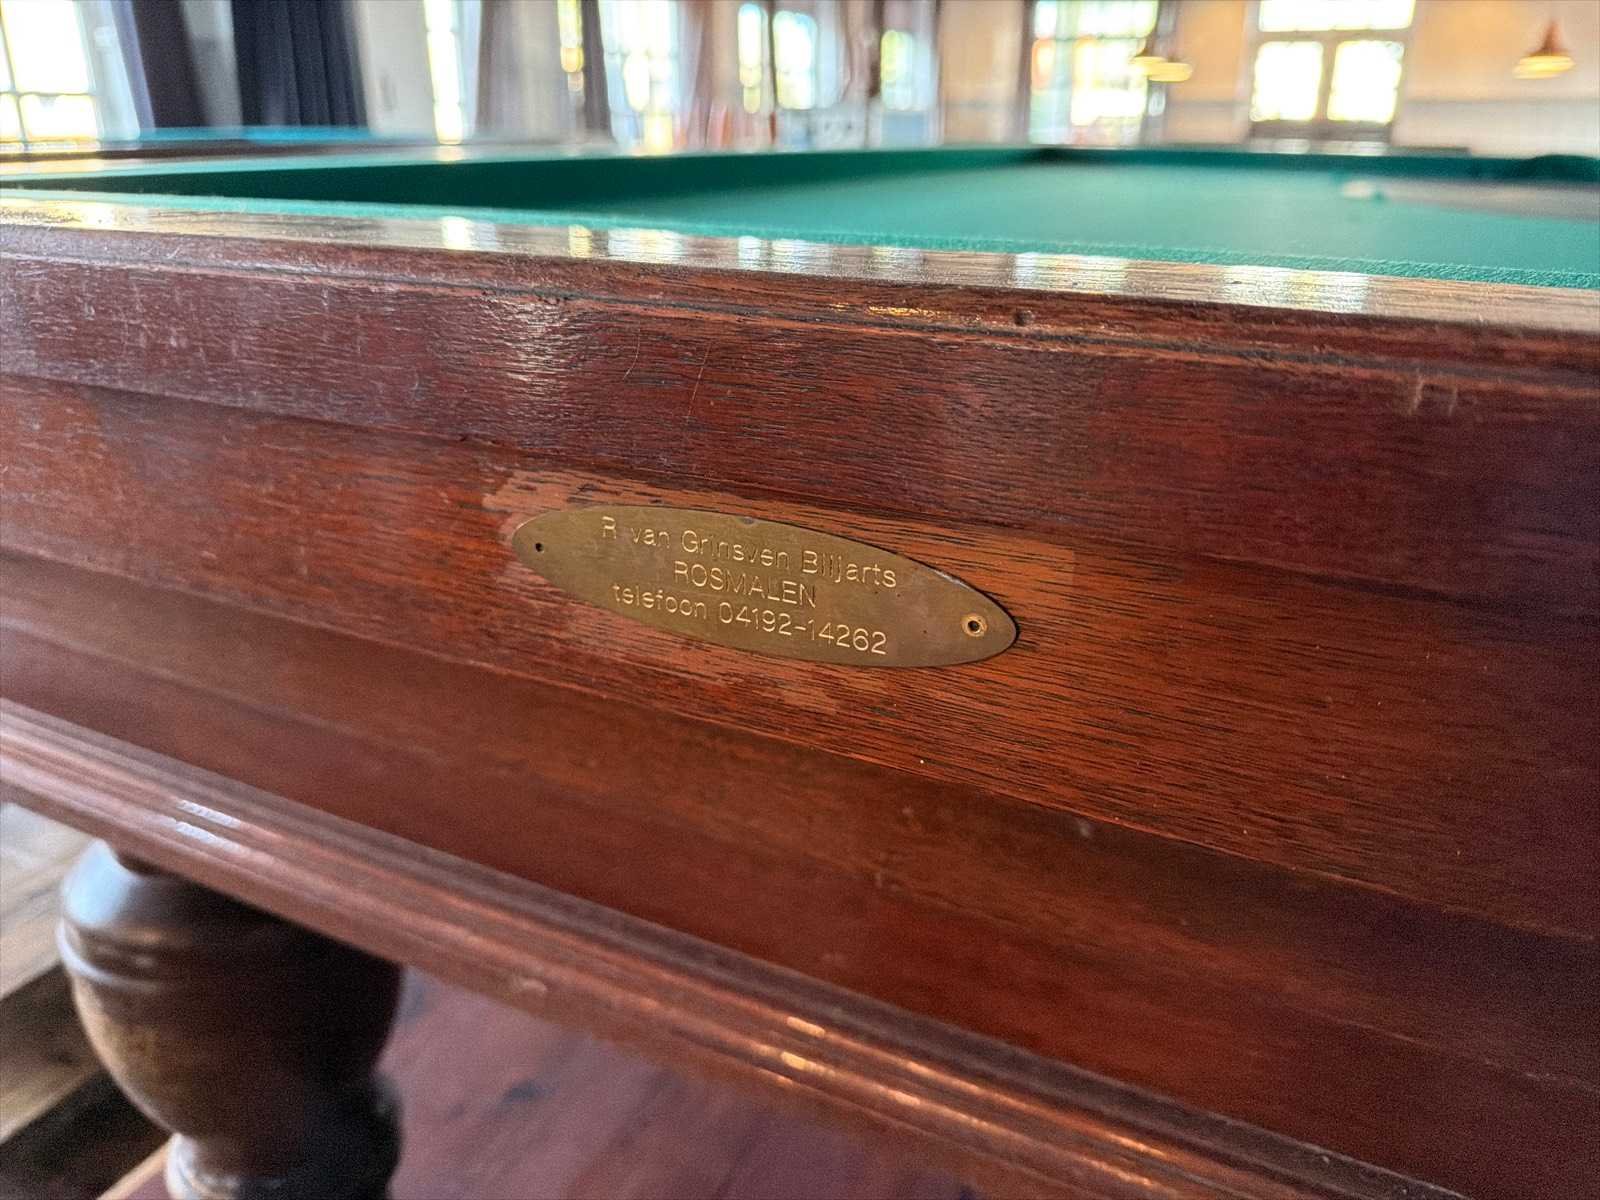 R. van Grinsven Biljarts
ROSMALEN
telefoon 04192-14262